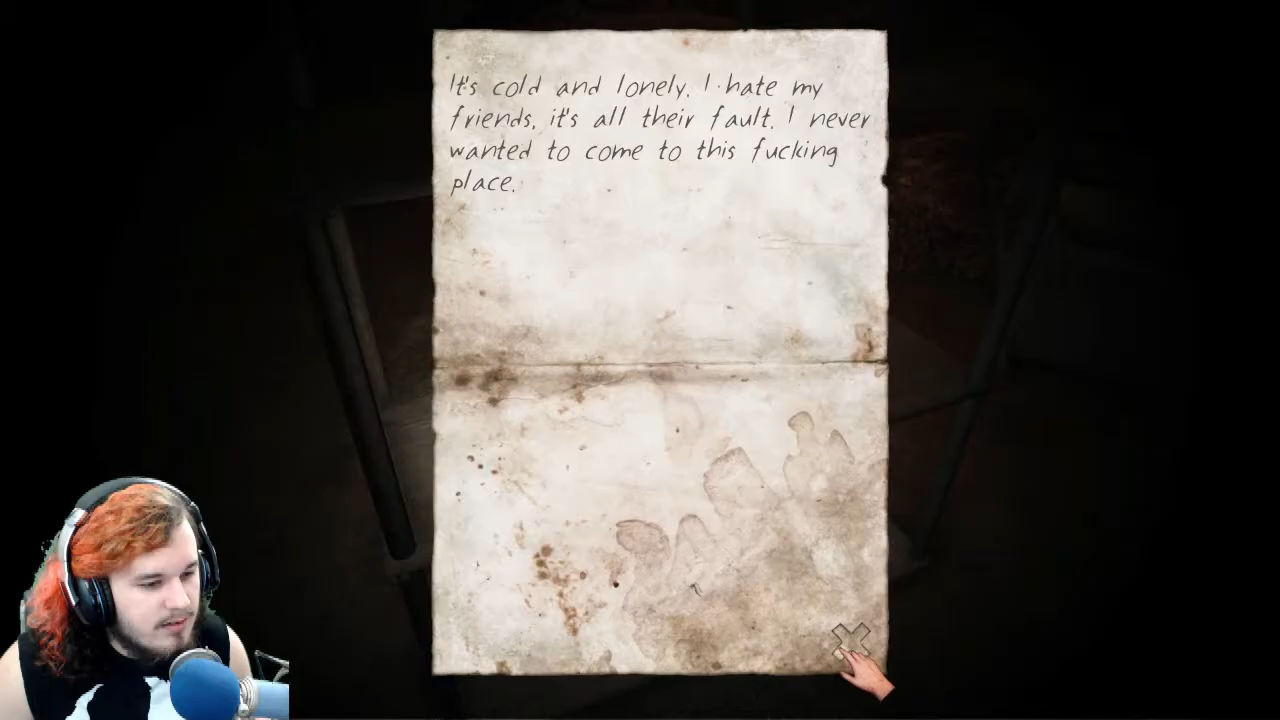 It's cold and lonely. I hate my
friends, it's all their fault. I never
wanted to come to this fucking
place.